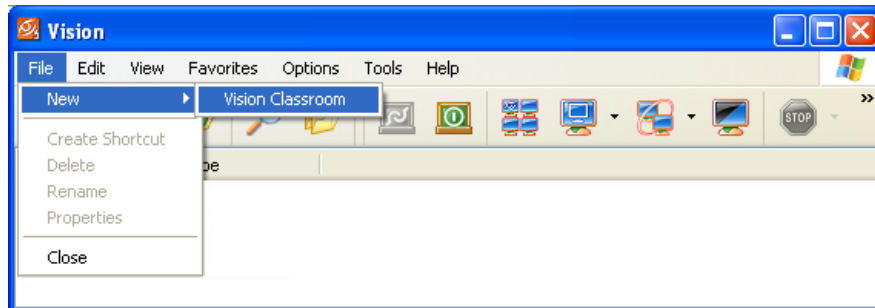 Vision
File Edit View Favorites Options Tools Help
New Vision Classroom
STOP »
Create Shortcut
Delete
Rename
Properties
Close